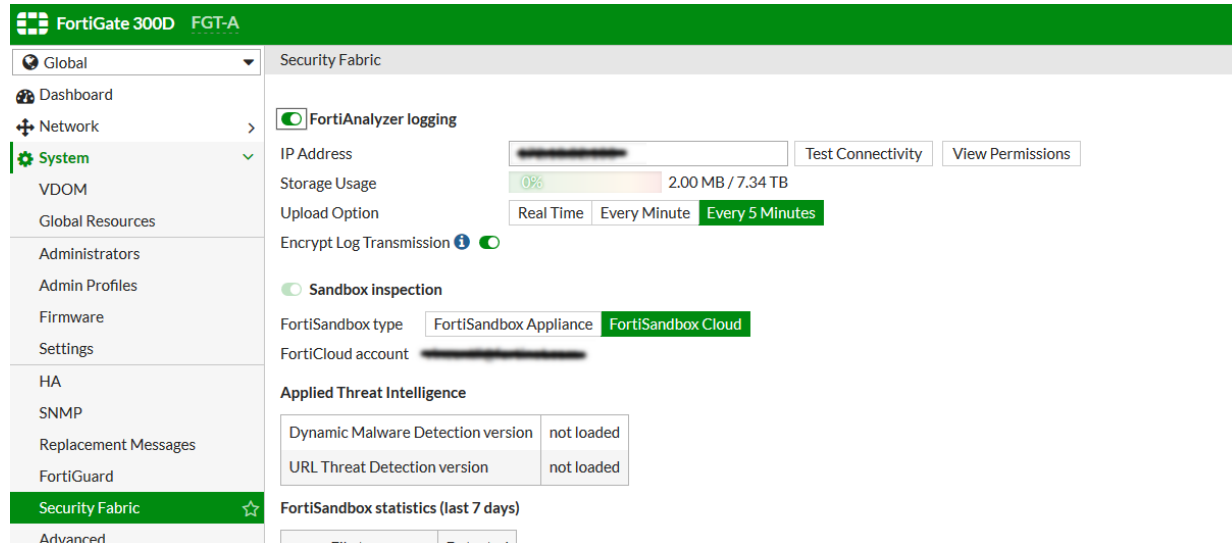 FortiGate 300D FGT-A
Global
Security Fabric
Dashboard
Network
System
VDOM
Global Resources
Administrators
Admin Profiles
Firmware
Settings
HA
SNMP
Replacement Messages
FortiGuard
Security Fabric
Advanced
FortiAnalyzer logging
IP Address
Test Connectivity View Permissions
Storage Usage 0% 2.00 MB / 7.34 TB
Upload Option Real Time Every Minute Every 5 Minutes
Encrypt Log Transmission
Sandbox inspection
FortiSandbox type FortiSandbox Appliance FortiSandbox Cloud
FortiCloud account
Applied Threat Intelligence
Dynamic Malware Detection version not loaded
URL Threat Detection version not loaded
FortiSandbox statistics (last 7 days)